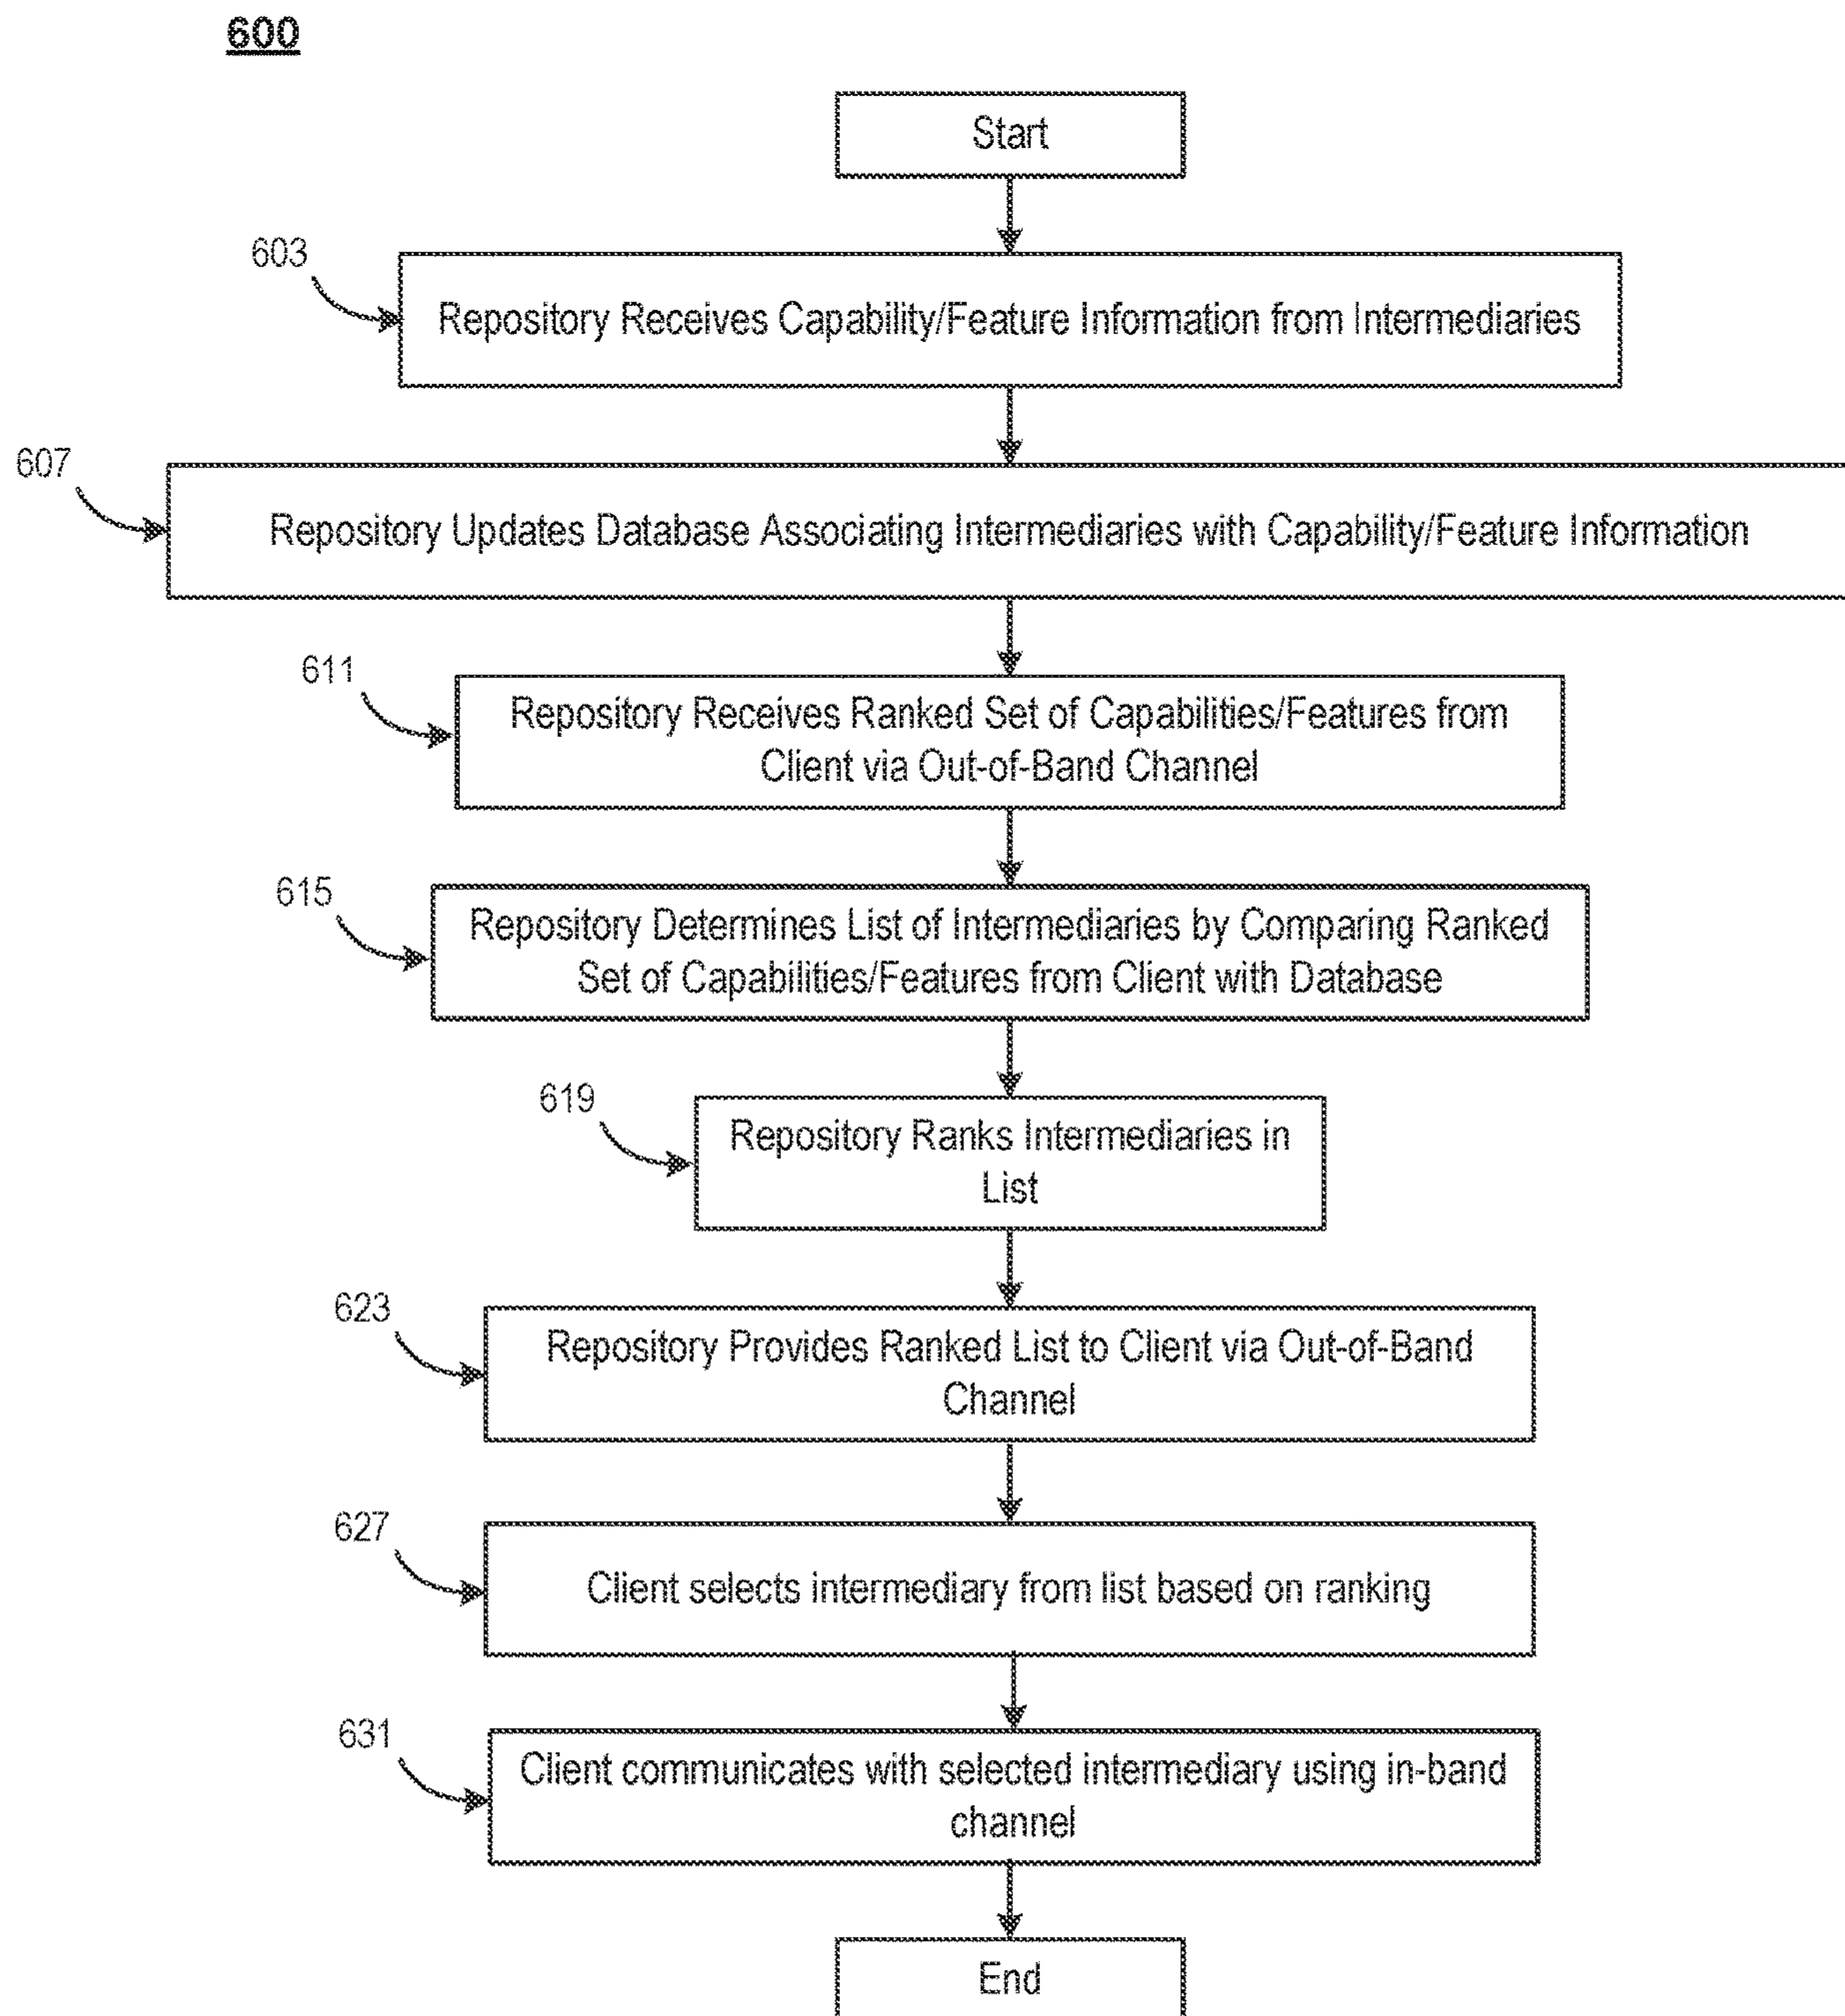 600
Start
603
Repository Receives Capability/Feature Information from Intermediaries
607
Repository Updates Database Associating Intermediaries with Capability/Feature Information
611
Repository Receives Ranked Set of Capabilities/Features from
Client via Out-of-Band Channel
615
Repository Determines List of Intermediaries by Comparing Ranked
Set of Capabilities/Features from Client with Database
619
Repository Ranks Intermediaries in
List
623
Repository Provides Ranked List to Client via Out-of-Band
Channel
627
Client selects intermediary from list based on ranking
631
Client communicates with selected intermediary using in-band
channel
End